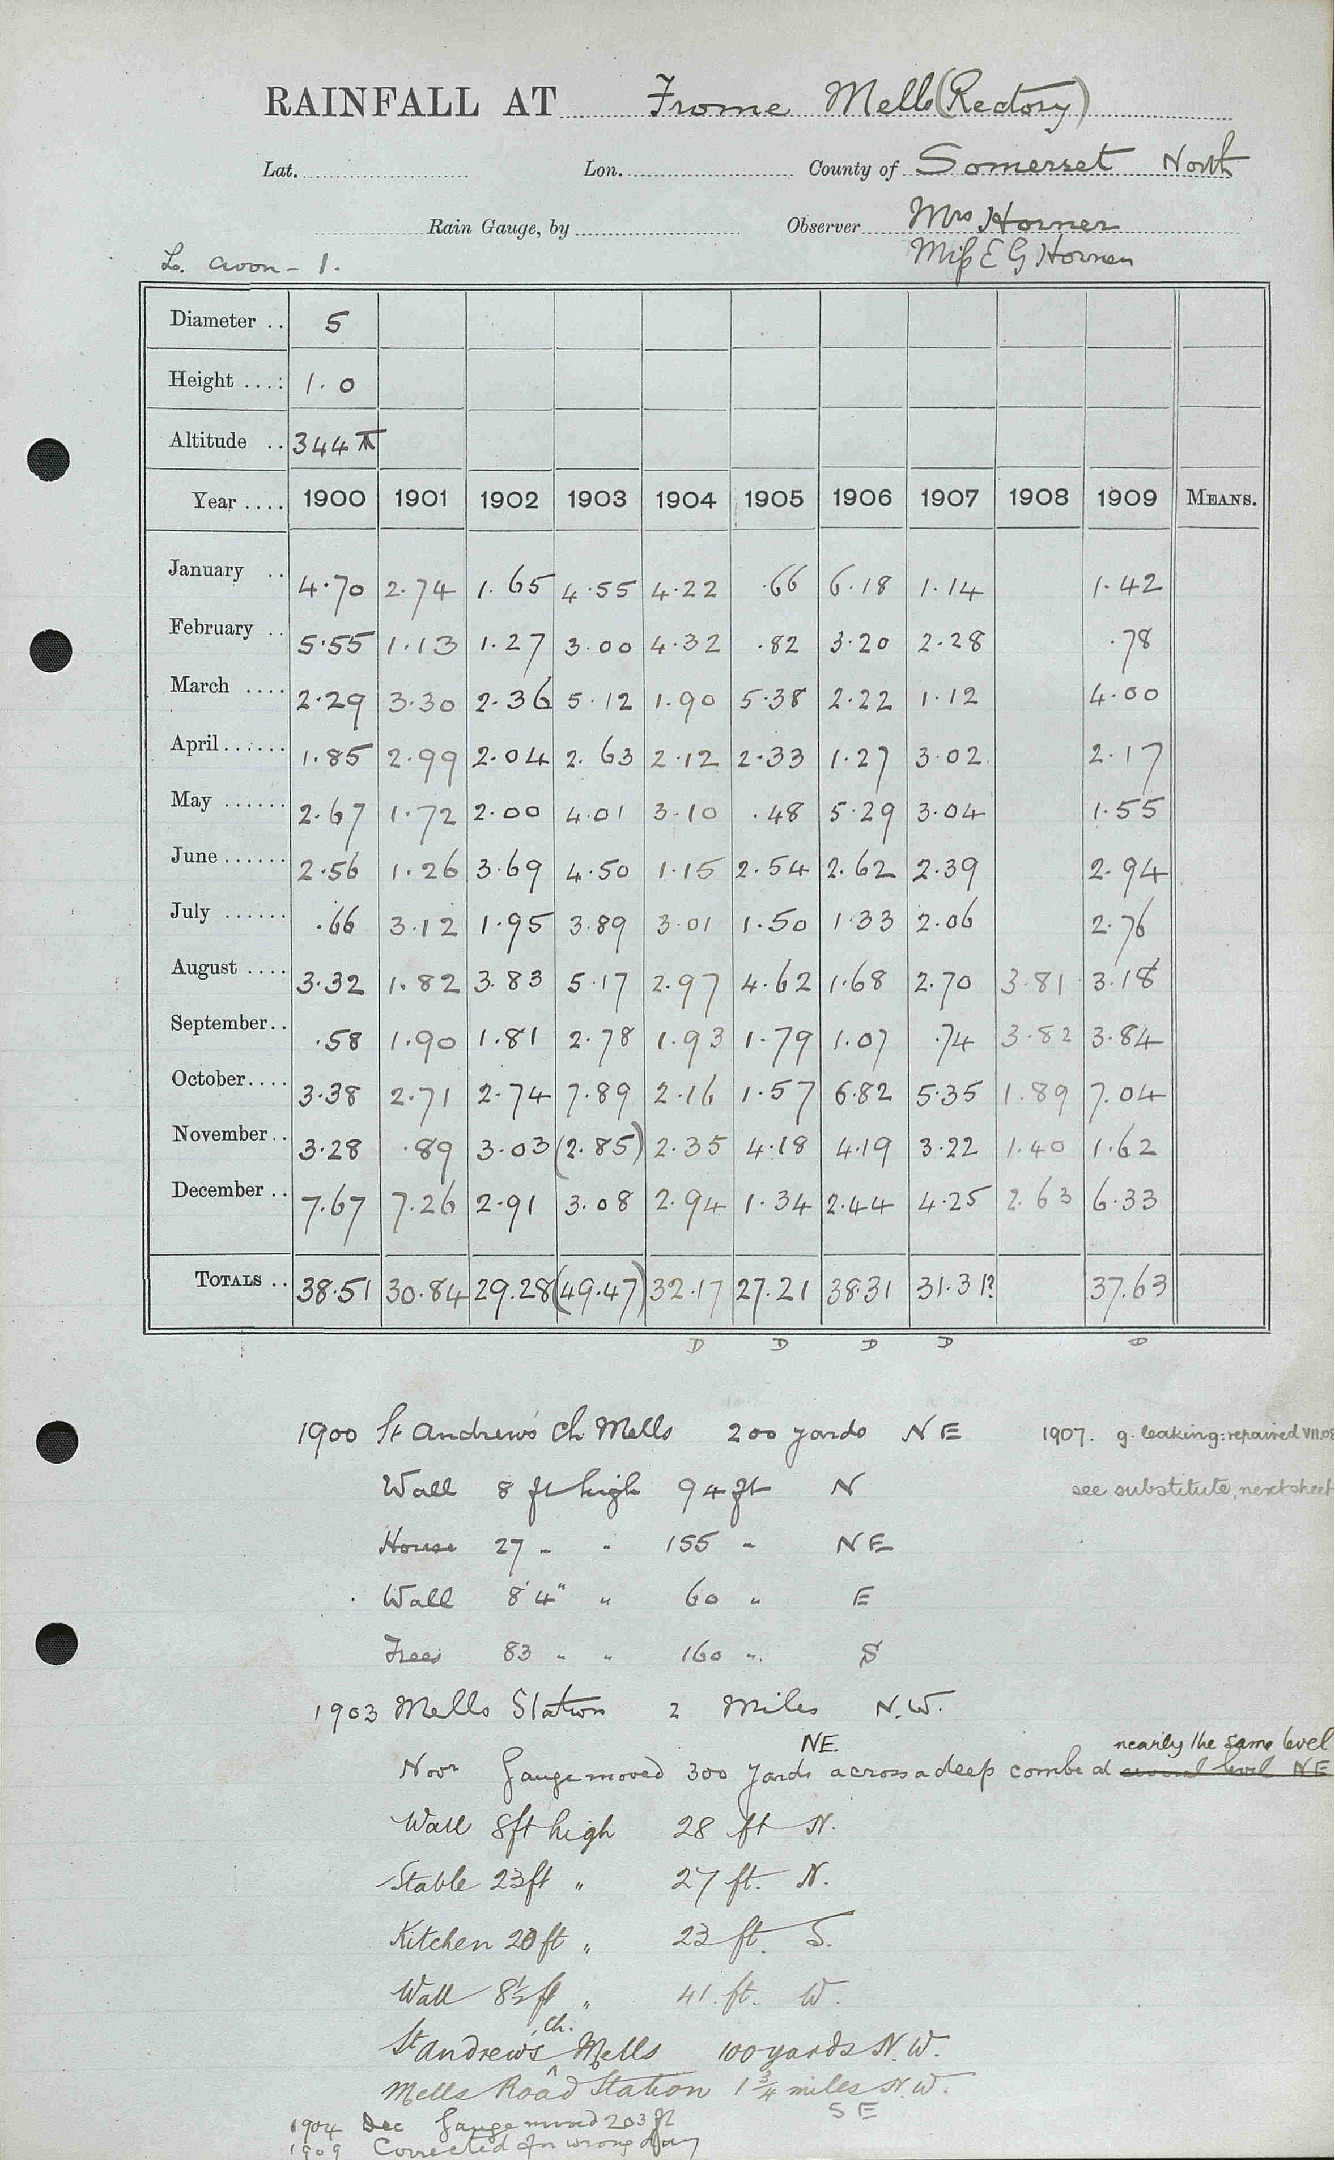 RAINFALL AT Frome Mells (Rectory)
Lat. Lon. County of Somerset North
Rain Gauge, by Observer Mrs Horner
L. Avon - 1. Miss E G Horner
Diameter .. 5
Height .... 1.0
Altitude .. 344 ft
Year .... 1900 1901 1902 1903 1904 1905 1906 1907 1908 1909 MEANS.
January .. 4.70 2.74 1.65 4.55 4.22 .66 6.18 1.14 1.42
February .. 5.55 1.13 1.27 3.00 4.32 .82 3.20 2.28 .78
March .... 2.29 3.30 2.36 5.12 1.90 5.38 2.22 1.12 4.00
April ...... 1.85 2.99 2.04 2.63 2.12 2.33 1.27 3.02 2.17
May ...... 2.67 1.72 2.00 4.01 3.10 .48 5.29 3.04 1.55
June ...... 2.56 1.26 3.69 4.50 1.15 2.54 2.62 2.39 2.94
July ...... .66 3.12 1.95 3.89 3.01 1.50 1.33 2.06 2.76
August .... 3.32 1.82 3.83 5.17 2.97 4.62 1.68 2.70 3.81 3.18
September.. .58 1.90 1.81 2.78 1.93 1.79 1.07 .74 3.82 3.84
October.... 3.38 2.71 2.74 7.89 2.16 1.57 6.82 5.35 1.89 7.04
November.. 3.28 .89 3.03 (2.85) 2.35 4.18 4.19 3.22 1.40 1.62
December .. 7.67 7.26 2.91 3.08 2.94 1.34 2.44 4.25 2.63 6.33
TOTALS .. 38.51 30.84 29.28 (49.47) 32.17 27.21 38.31 31.31? 37.63
D D D D D
1900 St Andrew's Ch Mells 200 yards NE 1907. g. leaking: repaired VII.08
Wall 8 ft high 94 ft N see substitute, next sheet
House 27 " " 155 " NE
Wall 8'4" " 60 " E
Trees 83 " " 160 " S
1903 Mells Station 2 Miles N.W.
NE nearly the same level
Novr Gauge moved 300 yards across a deep combe at level NE
Wall 8ft high 28 ft N.
Stable 23ft " 27 ft. N.
Kitchen 20 ft " 23 ft. S.
Wall 8½ ft " 41. ft. W.
St Andrew's Ch. Mells 100 yards N.W.
Mells Road Station 1¾ miles N.W.
1904 Dec Gauge moved 203 ft SE
1909 Corrected for wrong day